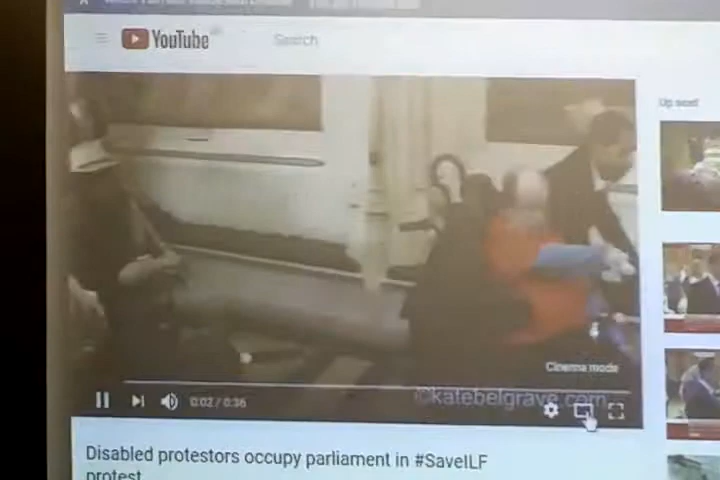 YouTube
Search
Up next
Cinema mode
0:02 / 0:36
©katebelgrave.com
Disabled protestors occupy parliament in #SaveILF
protest